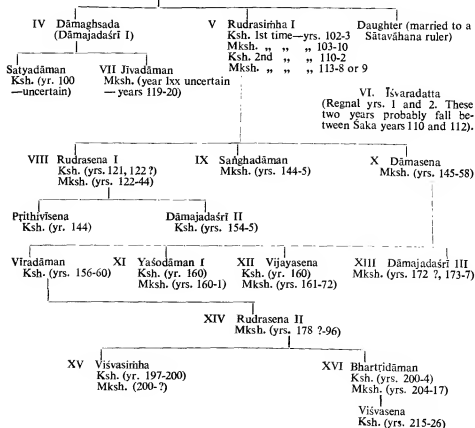 IV Dāmaghsada
(Dāmajadaśrī I)
V Rudrasiṁha I
Ksh. 1st time—yrs. 102-3
Mksh. „ „ „ 103-10
Ksh. 2nd „ „ 110-2
Mksh. „ „ „ 113-8 or 9
Daughter (married to a
Sātavāhana ruler)
Satyadāman
Ksh. (yr. 100
—uncertain)
VII Jīvadāman
Mksh. (year lxx uncertain
—years 119-20)
VI. Īśvaradatta
(Regnal yrs. 1 and 2. These
two years probably fall be-
tween Śaka years 110 and 112).
VIII Rudrasena I
Ksh. (yrs. 121, 122 ?)
Mksh. (yrs. 122-44)
IX Saṅghadāman
Mksh. (yrs. 144-5)
X Dāmasena
Mksh. (yrs. 145-58)
Pṛithivīsena
Ksh. (yr. 144)
Dāmajadaśrī II
Ksh. (yrs. 154-5)
Vīradāman
Ksh. (yrs. 156-60)
XI Yaśodāman I
Ksh. (yr. 160)
Mksh. (yrs. 160-1)
XII Vijayasena
Ksh. (yr. 160)
Mksh. (yrs. 161-72)
XIII Dāmajadaśrī III
Mksh. (yrs. 172 ?, 173-7)
XIV Rudrasena II
Mksh. (yrs. 178 ?-96)
XV Viśvasiṁha
Ksh. (yr. 197-200)
Mksh. (200-?)
XVI Bhartṛidāman
Ksh. (yrs. 200-4)
Mksh. (yrs. 204-17)
Viśvasena
Ksh. (yrs. 215-26)